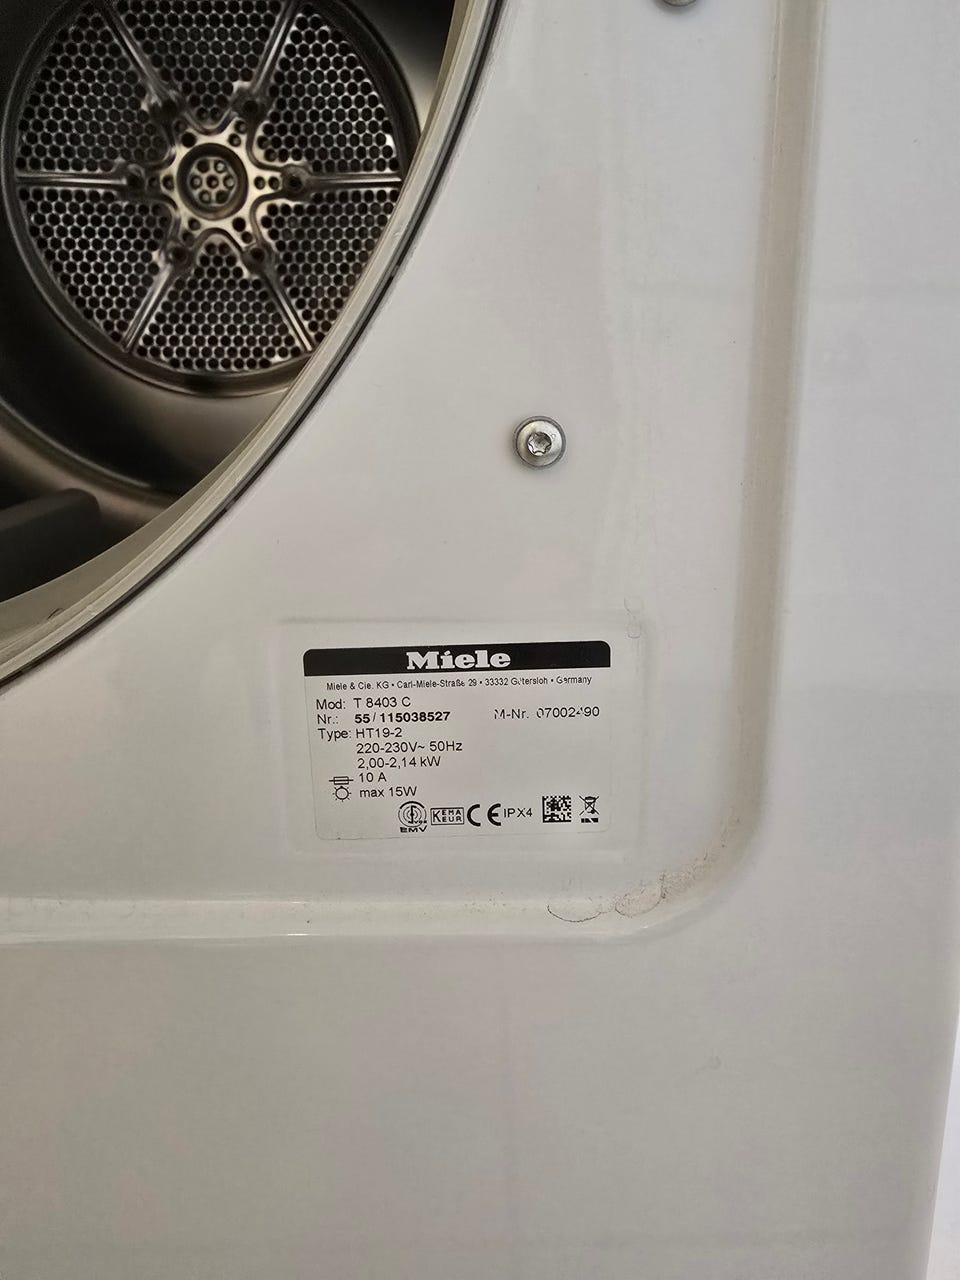 Miele
Miele & Cie. KG • Carl-Miele-Straße 29 • 33332 Gütersloh • Germany
Mod: T 8403 C
Nr.: 55/115038527 M-Nr. 07002490
Type: HT19-2
220-230V~ 50Hz
2,00-2,14 kW
10 A
max 15W
EMV KEMA KEUR CE IPX4